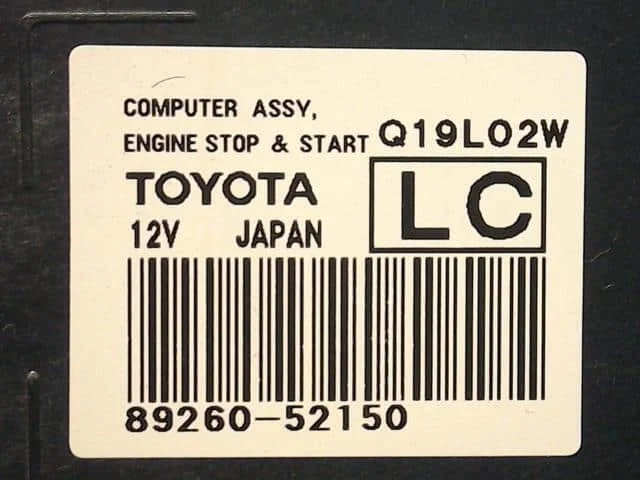 COMPUTER ASSY,
ENGINE STOP & START Q19L02W
TOYOTA
LC
12V JAPAN
89260-52150